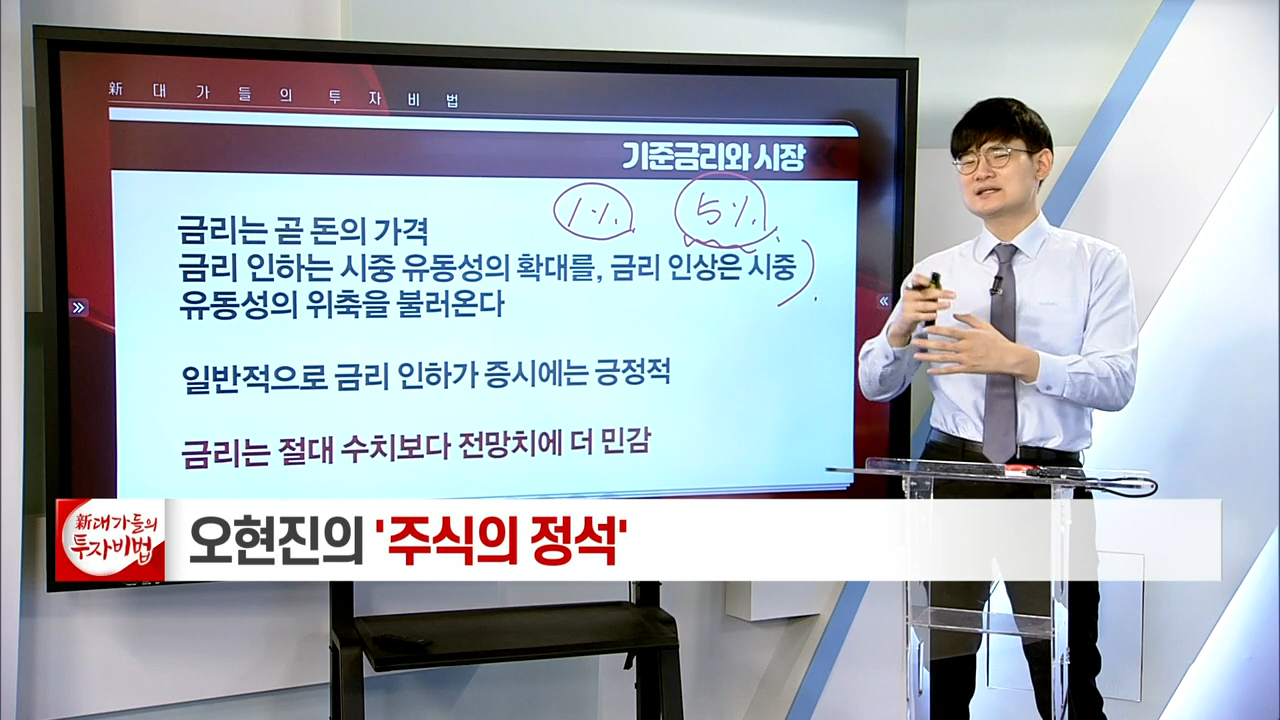 新 대 가 들 의 투 자 비 법
기준금리와 시장
1%. 5%.
금리는 곧 돈의 가격
금리 인하는 시중 유동성의 확대를, 금리 인상은 시중
유동성의 위축을 불러온다
일반적으로 금리 인하가 증시에는 긍정적
금리는 절대 수치보다 전망치에 더 민감
新대가들의
투자비법
오현진의 '주식의 정석'